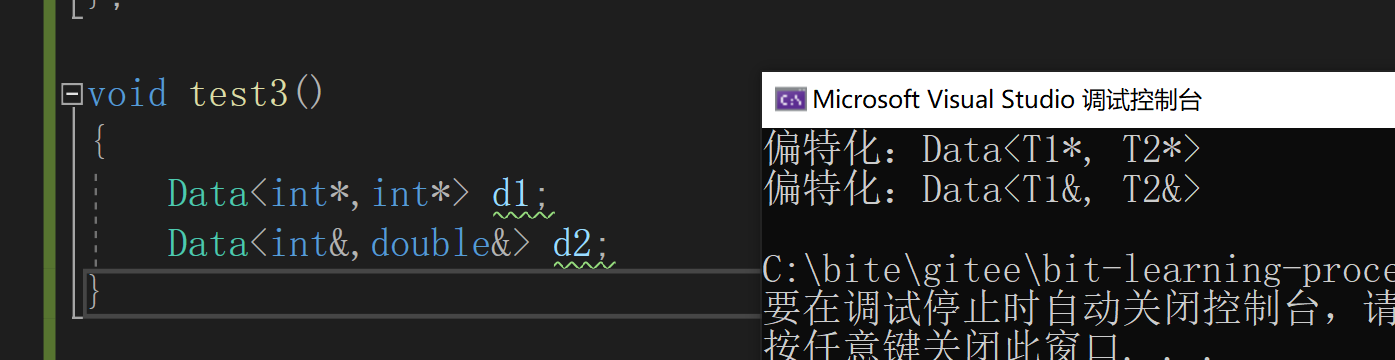 };
void test3()
{
Data<int*,int*> d1;
Data<int&,double&> d2;
}
Microsoft Visual Studio 调试控制台
偏特化：Data<T1*, T2*>
偏特化：Data<T1&, T2&>
C:\bite\gitee\bit-learning-proce
要在调试停止时自动关闭控制台，请
按任意键关闭此窗口. . .